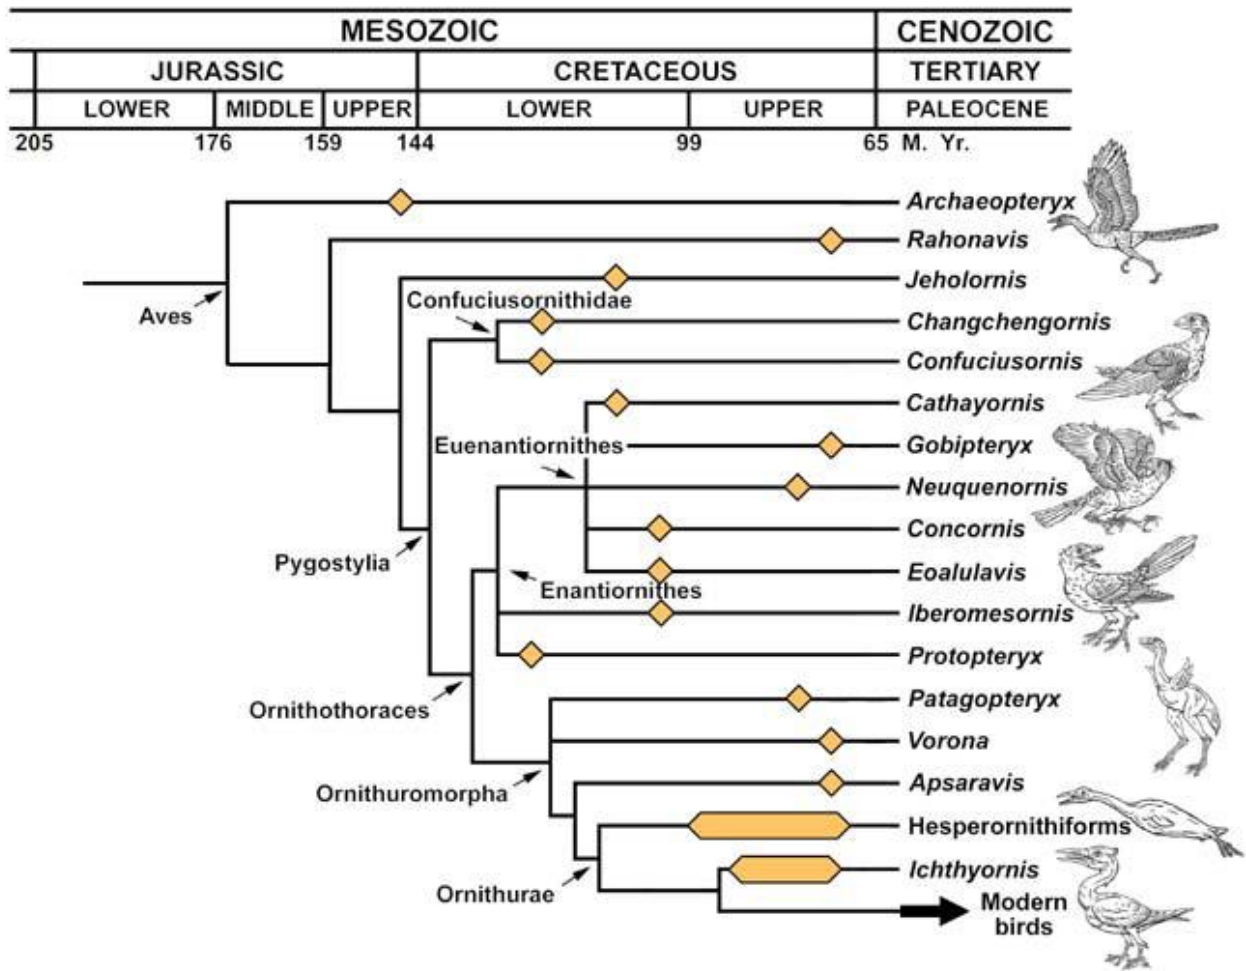 MESOZOIC CENOZOIC
JURASSIC CRETACEOUS TERTIARY
LOWER MIDDLE UPPER LOWER UPPER PALEOCENE
205 176 159 144 99 65 M. Yr.
Archaeopteryx
Rahonavis
Jeholornis
Confuciusornithidae
Aves
Changchengornis
Confuciusornis
Cathayornis
Euenantiornithes
Gobipteryx
Neuquenornis
Concornis
Pygostylia
Eoalulavis
Enantiornithes
Iberomesornis
Protopteryx
Patagopteryx
Ornithothoraces
Vorona
Apsaravis
Ornithuromorpha
Hesperornithiforms
Ichthyornis
Ornithurae
Modern
birds